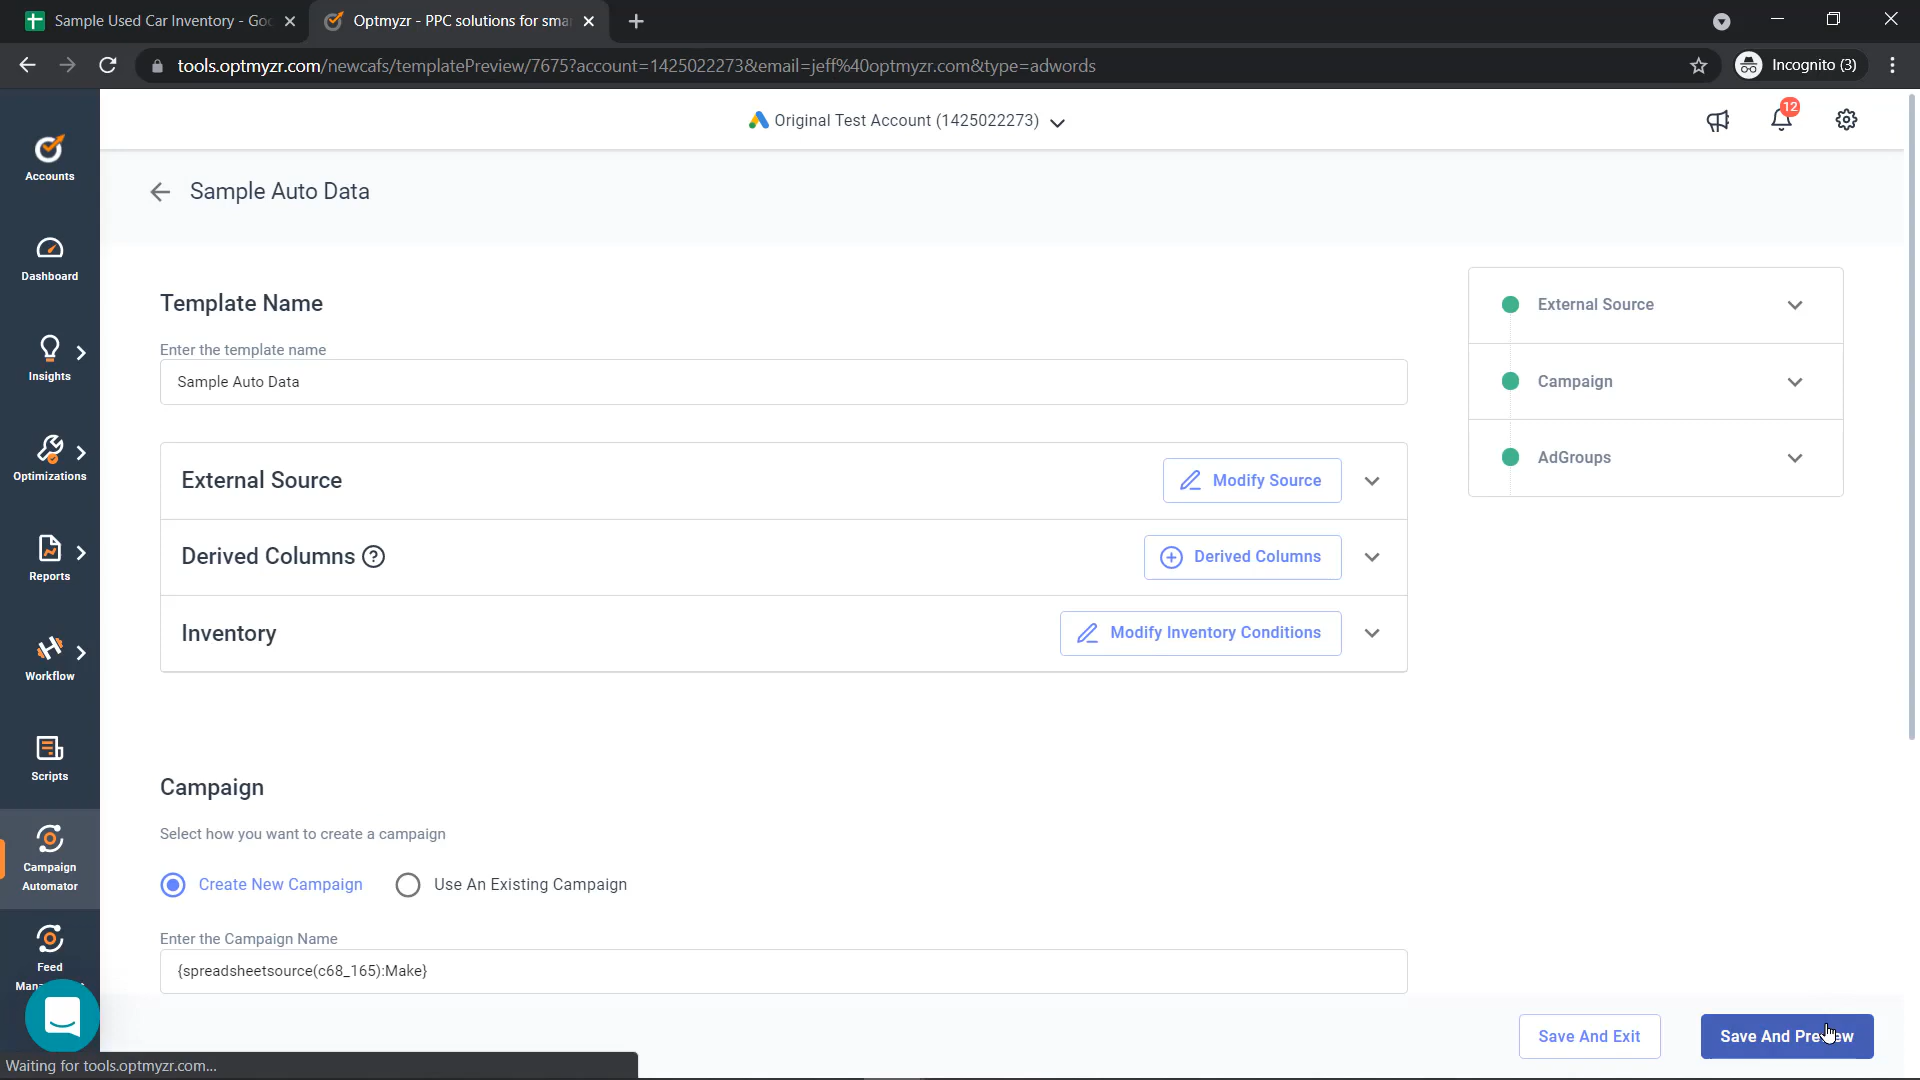 Sample Used Car Inventory - Goo
Optmyzr - PPC solutions for sma
tools.optmyzr.com/newcafs/templatePreview/7675?account=1425022273&email=jeff%40optmyzr.com&type=adwords
Incognito (3)
Original Test Account (1425022273)
12
Accounts
Dashboard
Insights
Optimizations
Reports
Workflow
Scripts
Campaign
Automator
Feed
Sample Auto Data
Template Name
Enter the template name
Sample Auto Data
External Source
Modify Source
Derived Columns ?
Derived Columns
Inventory
Modify Inventory Conditions
External Source
Campaign
AdGroups
Campaign
Select how you want to create a campaign
Create New Campaign
Use An Existing Campaign
Enter the Campaign Name
{spreadsheetsource(c68_165):Make}
Save And Exit
Save And Preview
Waiting for tools.optmyzr.com...